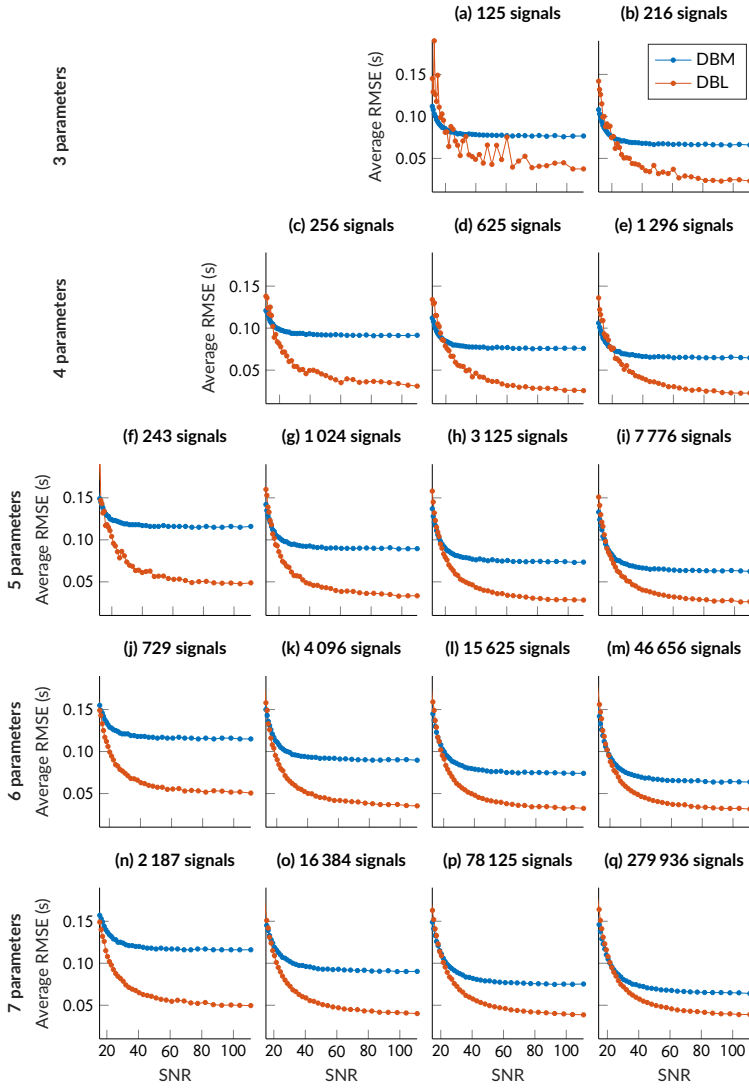 (a) 125 signals
(b) 216 signals
3 parameters
Average RMSE (s)
0.15
0.10
0.05
DBM
DBL
(c) 256 signals
(d) 625 signals
(e) 1 296 signals
4 parameters
Average RMSE (s)
0.15
0.10
0.05
(f) 243 signals
(g) 1 024 signals
(h) 3 125 signals
(i) 7 776 signals
5 parameters
Average RMSE (s)
0.15
0.10
0.05
(j) 729 signals
(k) 4 096 signals
(l) 15 625 signals
(m) 46 656 signals
6 parameters
Average RMSE (s)
0.15
0.10
0.05
(n) 2 187 signals
(o) 16 384 signals
(p) 78 125 signals
(q) 279 936 signals
7 parameters
Average RMSE (s)
0.15
0.10
0.05
20 40 60 80 100
20 40 60 80 100
20 40 60 80 100
20 40 60 80 100
SNR
SNR
SNR
SNR